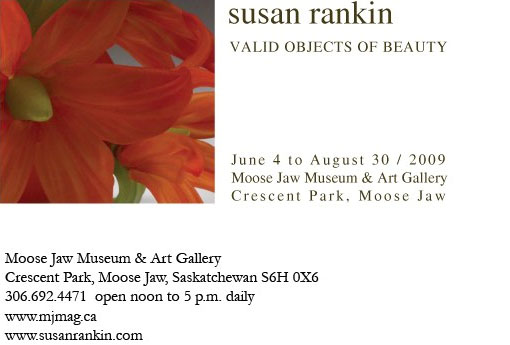 susan rankin
VALID OBJECTS OF BEAUTY
June 4 to August 30 / 2009
Moose Jaw Museum & Art Gallery
Crescent Park, Moose Jaw
Moose Jaw Museum & Art Gallery
Crescent Park, Moose Jaw, Saskatchewan S6H 0X6
306.692.4471 open noon to 5 p.m. daily
www.mjmag.ca
www.susanrankin.com